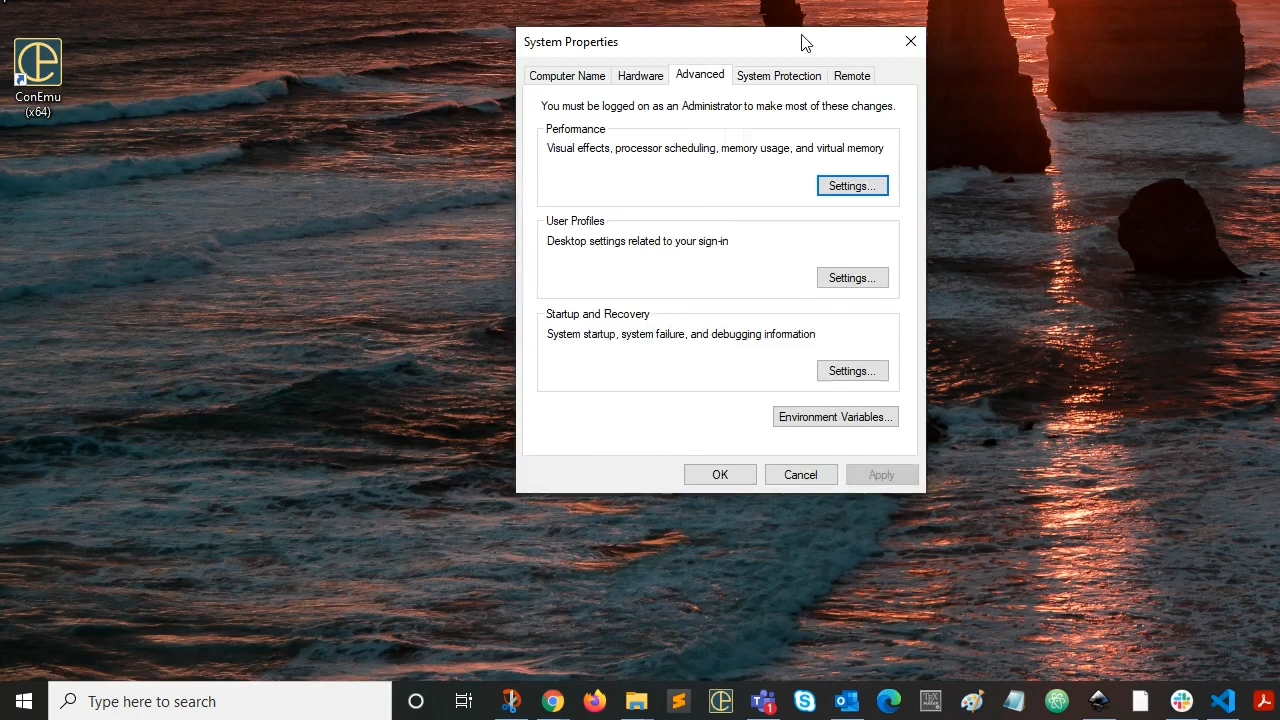 System Properties
Computer Name
Hardware
Advanced
System Protection
Remote
You must be logged on as an Administrator to make most of these changes.
Performance
Visual effects, processor scheduling, memory usage, and virtual memory
Settings...
User Profiles
Desktop settings related to your sign-in
Settings...
Startup and Recovery
System startup, system failure, and debugging information
Settings...
Environment Variables...
OK
Cancel
Apply
ConEmu
(x64)
Type here to search
1